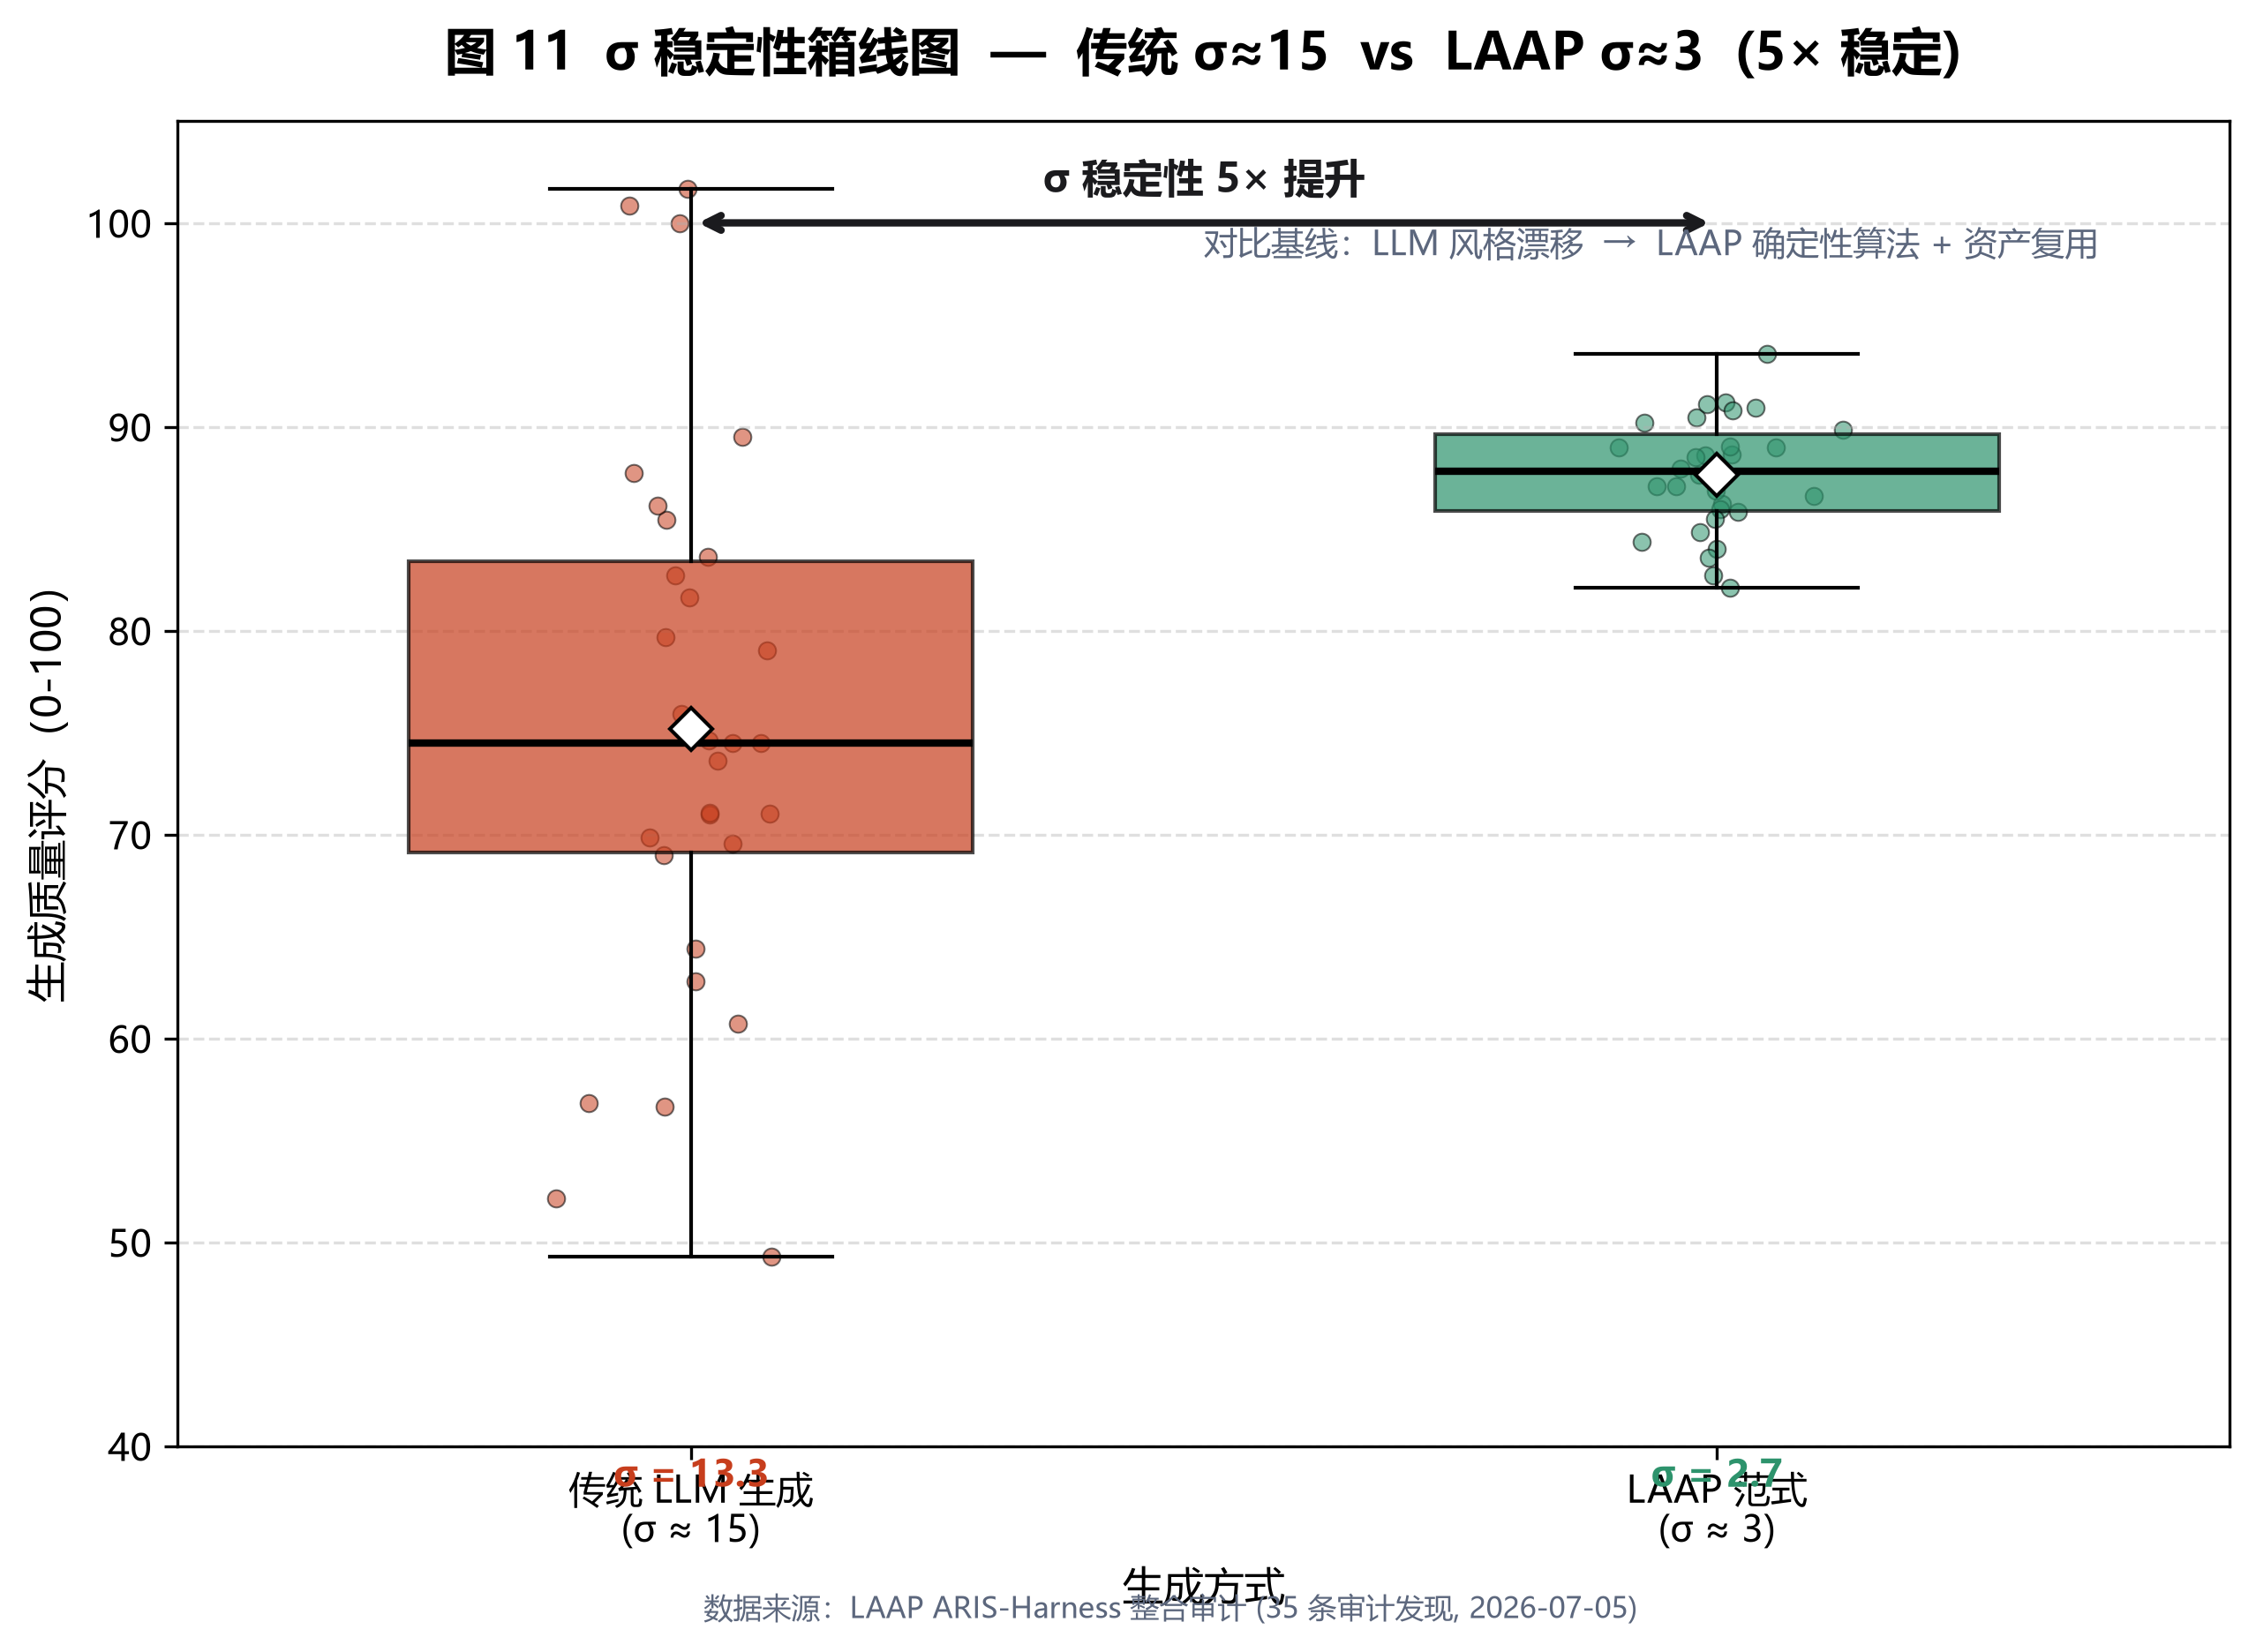 图 11 σ 稳定性箱线图 — 传统 σ≈15 vs LAAP σ≈3 (5× 稳定)
σ 稳定性 5× 提升
对比基线：LLM 风格漂移 → LAAP 确定性算法 + 资产复用
生成质量评分 (0-100)
100
90
80
70
60
50
40
σ = 13.3
传统 LLM 生成
(σ ≈ 15)
σ = 2.7
LAAP 范式
(σ ≈ 3)
生成方式
数据来源：LAAP ARIS-Harness 整合审计 (35 条审计发现, 2026-07-05)